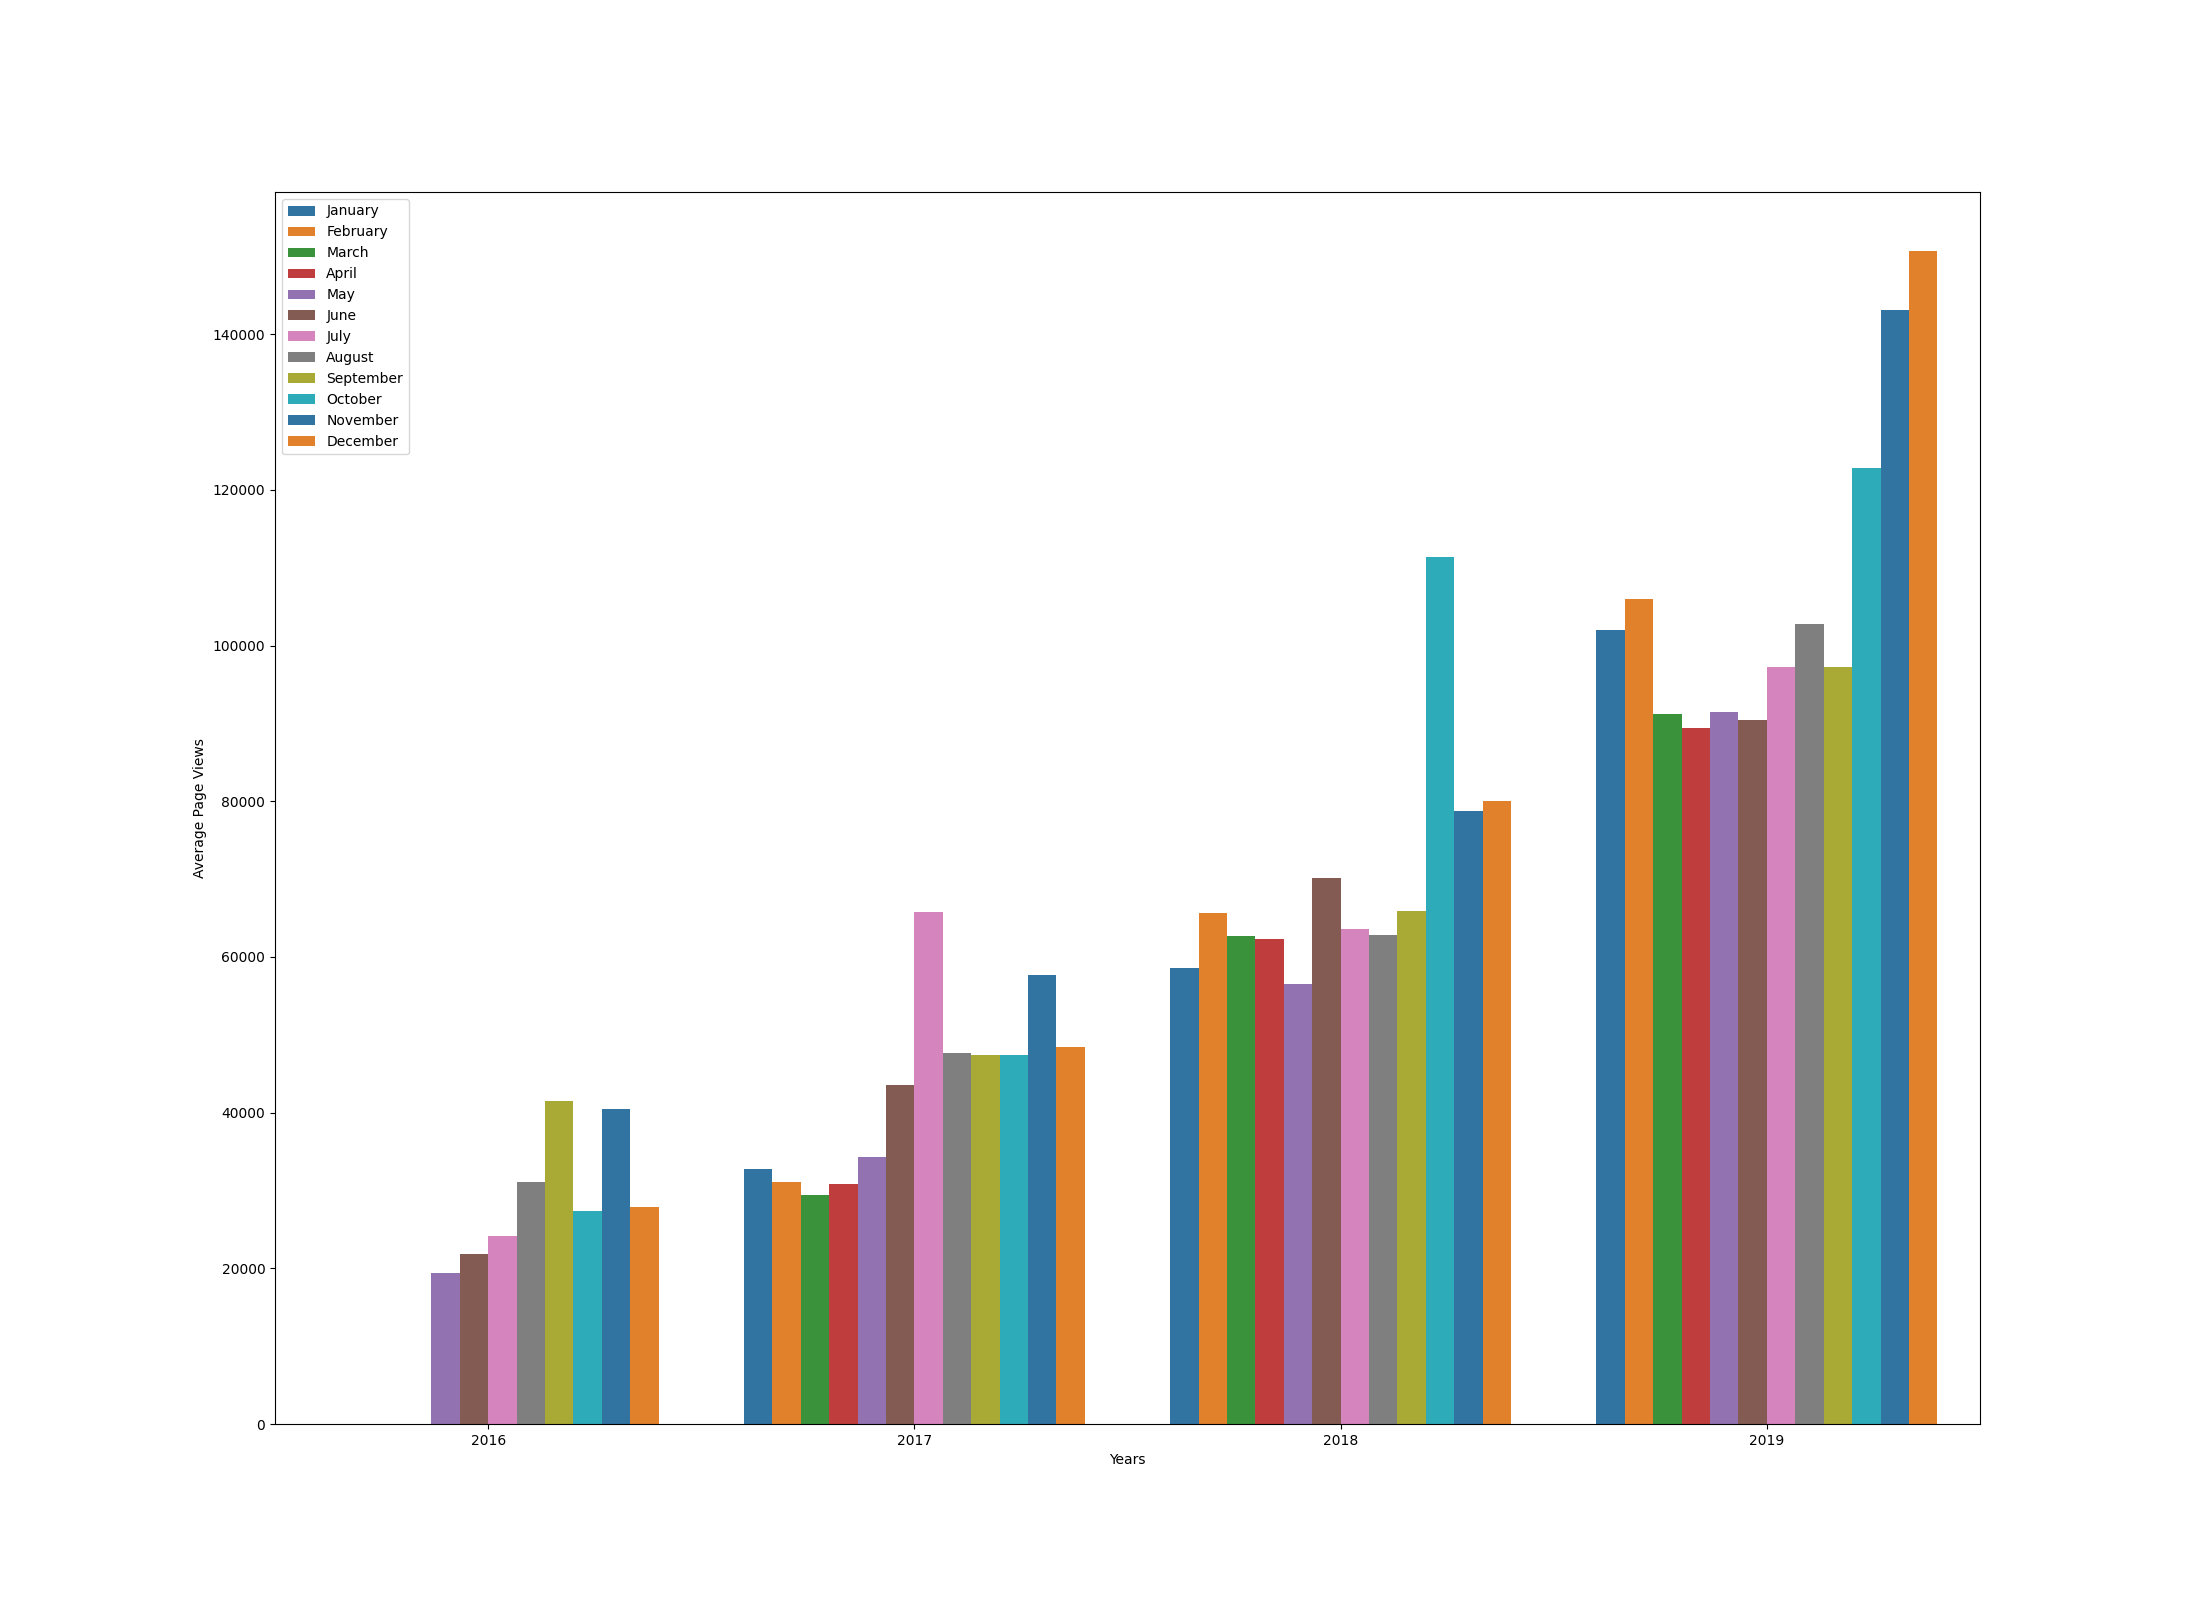 January
February
March
April
May
June
July
August
September
October
November
December
140000
120000
100000
80000
60000
40000
20000
0
Average Page Views
2016 2017 2018 2019
Years